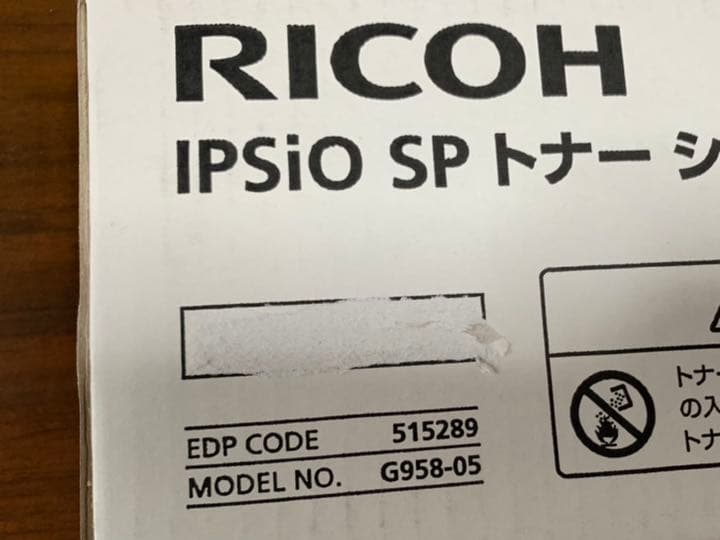 RICOH
IPSiO SP トナー シ
EDP CODE 515289
MODEL NO. G958-05
トナー
の入
トナ